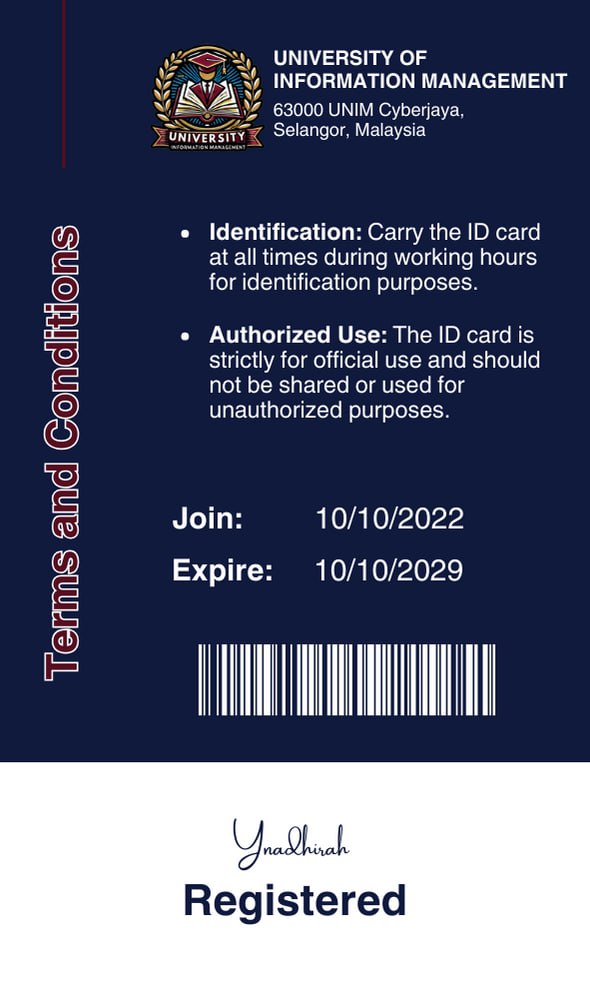 UNIVERSITY OF
INFORMATION MANAGEMENT
63000 UNIM Cyberjaya,
Selangor, Malaysia
UNIVERSITY
INFORMATION MANAGEMENT
Terms and Conditions
• Identification: Carry the ID card
at all times during working hours
for identification purposes.
• Authorized Use: The ID card is
strictly for official use and should
not be shared or used for
unauthorized purposes.
Join: 10/10/2022
Expire: 10/10/2029
Ynadhirah
Registered